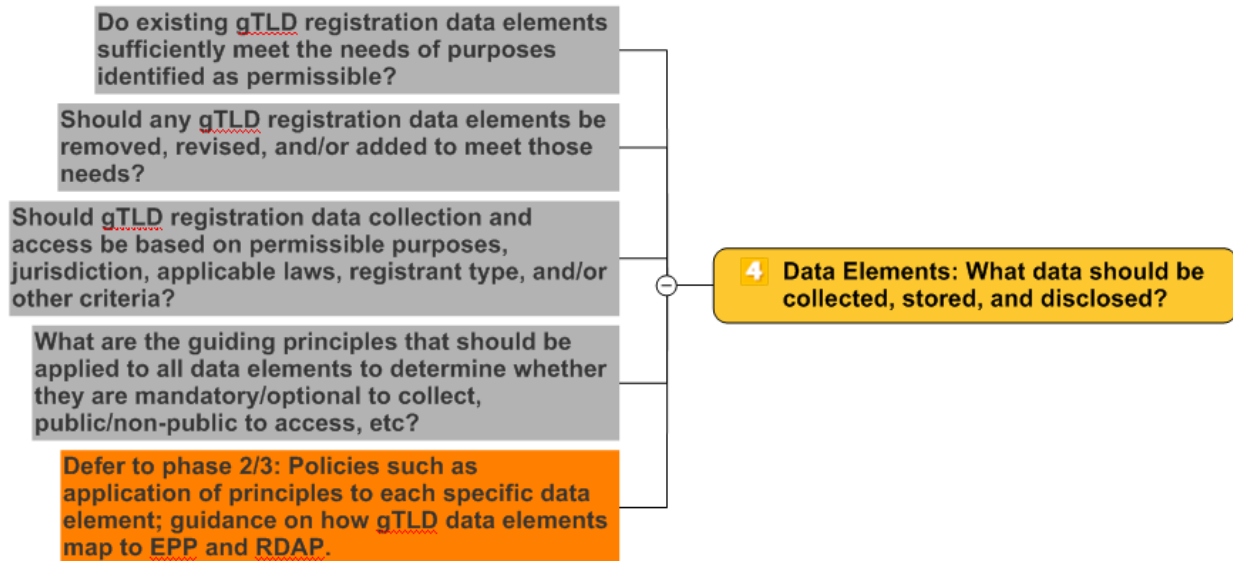 Do existing gTLD registration data elements
sufficiently meet the needs of purposes
identified as permissible?
Should any gTLD registration data elements be
removed, revised, and/or added to meet those
needs?
Should gTLD registration data collection and
access be based on permissible purposes,
jurisdiction, applicable laws, registrant type, and/or
other criteria?
What are the guiding principles that should be
applied to all data elements to determine whether
they are mandatory/optional to collect,
public/non-public to access, etc?
Defer to phase 2/3: Policies such as
application of principles to each specific data
element; guidance on how gTLD data elements
map to EPP and RDAP.
4 Data Elements: What data should be
collected, stored, and disclosed?